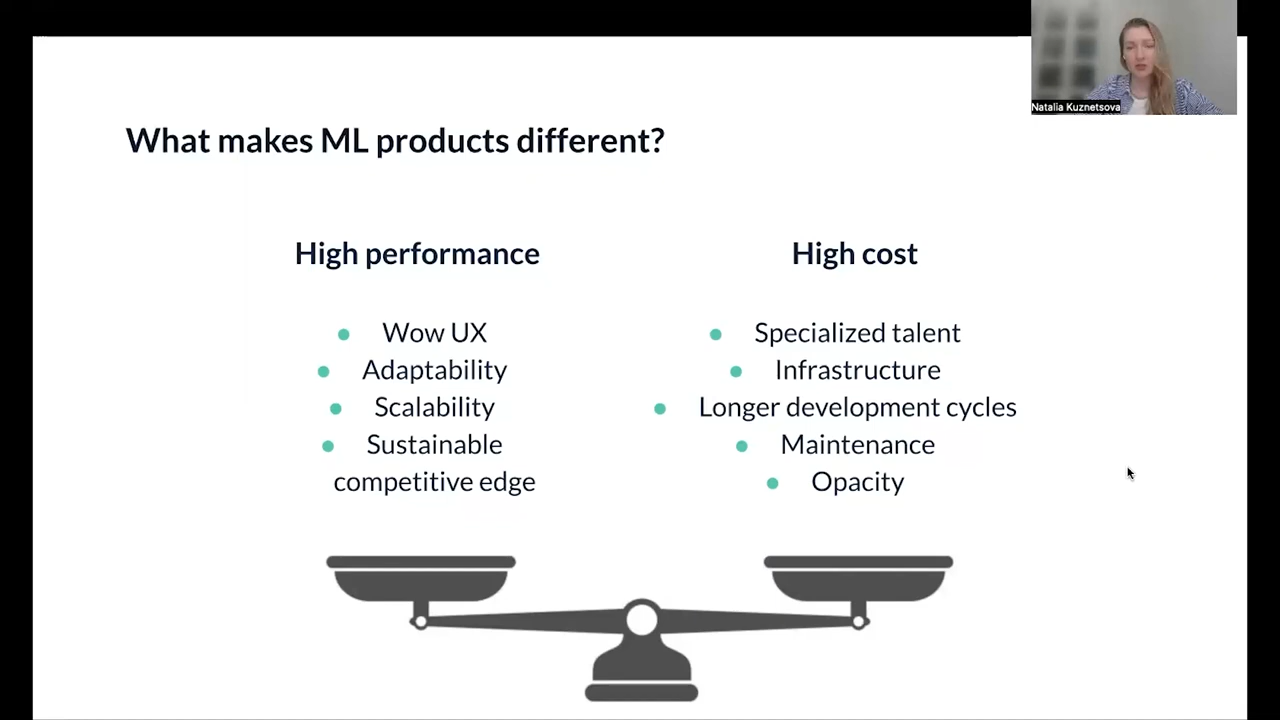 Natalia Kuznetsova
What makes ML products different?
High performance
Wow UX
Adaptability
Scalability
Sustainable
competitive edge
High cost
Specialized talent
Infrastructure
Longer development cycles
Maintenance
Opacity